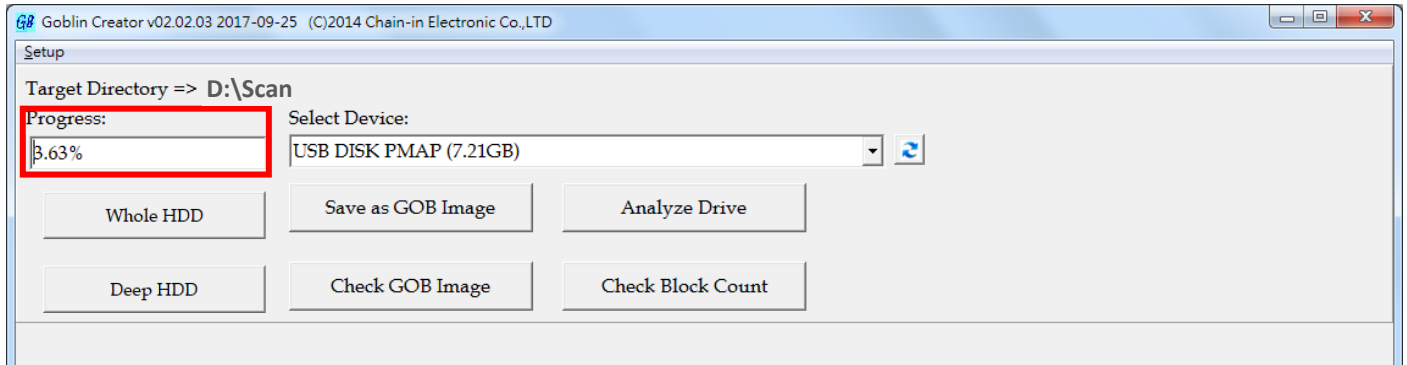 GB Goblin Creator v02.02.03 2017-09-25 (C)2014 Chain-in Electronic Co.,LTD
Setup
Target Directory => D:\Scan
Progress: Select Device:
3.63% USB DISK PMAP (7.21GB)
Whole HDD Save as GOB Image Analyze Drive
Deep HDD Check GOB Image Check Block Count